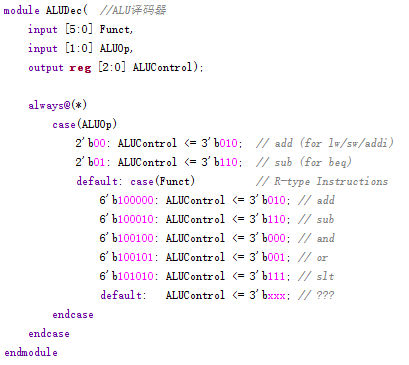 module ALUDec(  //ALU译码器
    input [5:0] Funct,
    input [1:0] ALUOp,
    output reg [2:0] ALUControl);

    always@(*)
        case(ALUOp)
            2'b00: ALUControl <= 3'b010;  // add (for lw/sw/addi)
            2'b01: ALUControl <= 3'b110;  // sub (for beq)
            default: case(Funct)          // R-type Instructions
                6'b100000: ALUControl <= 3'b010; // add
                6'b100010: ALUControl <= 3'b110; // sub
                6'b100100: ALUControl <= 3'b000; // and
                6'b100101: ALUControl <= 3'b001; // or
                6'b101010: ALUControl <= 3'b111; // slt
                default:   ALUControl <= 3'bxxx; // ???
        endcase
    endcase
endmodule